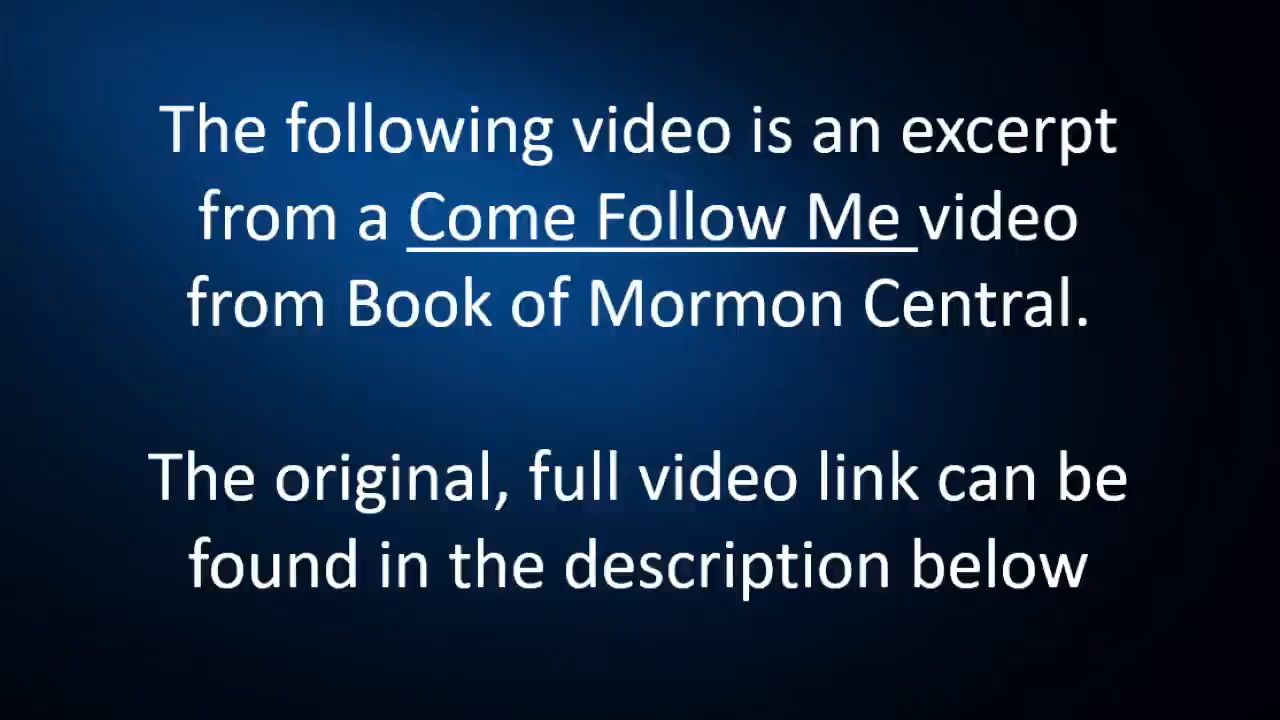 The following video is an excerpt
from a Come Follow Me video
from Book of Mormon Central.
The original, full video link can be
found in the description below